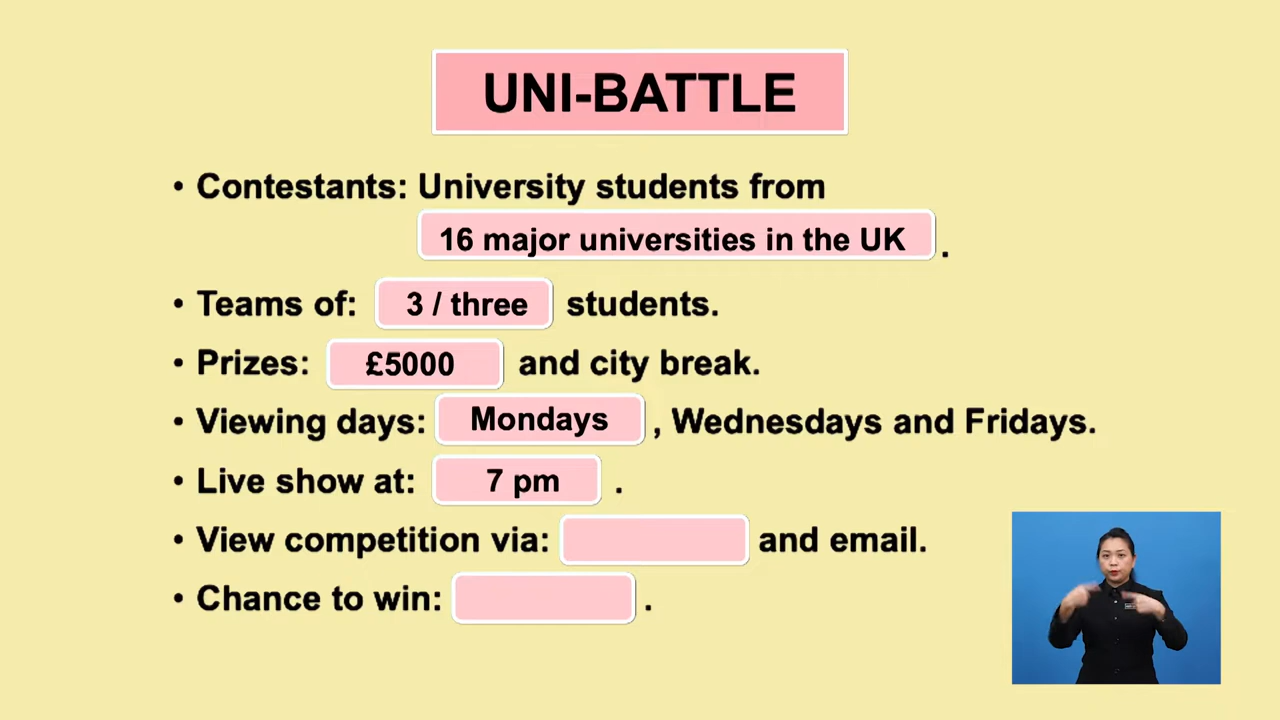 UNI-BATTLE
• Contestants: University students from
16 major universities in the UK .
• Teams of: 3 / three students.
• Prizes: £5000 and city break.
• Viewing days: Mondays , Wednesdays and Fridays.
• Live show at: 7 pm .
• View competition via: and email.
• Chance to win: .